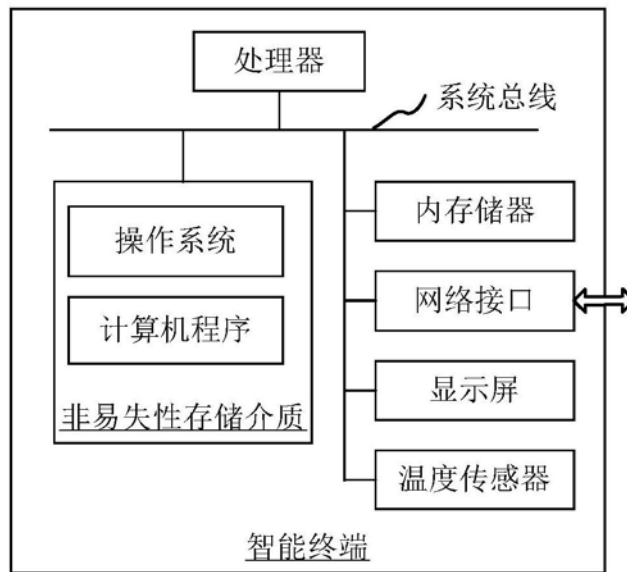 处理器
系统总线
操作系统
计算机程序
非易失性存储介质
内存储器
网络接口
显示屏
温度传感器
智能终端